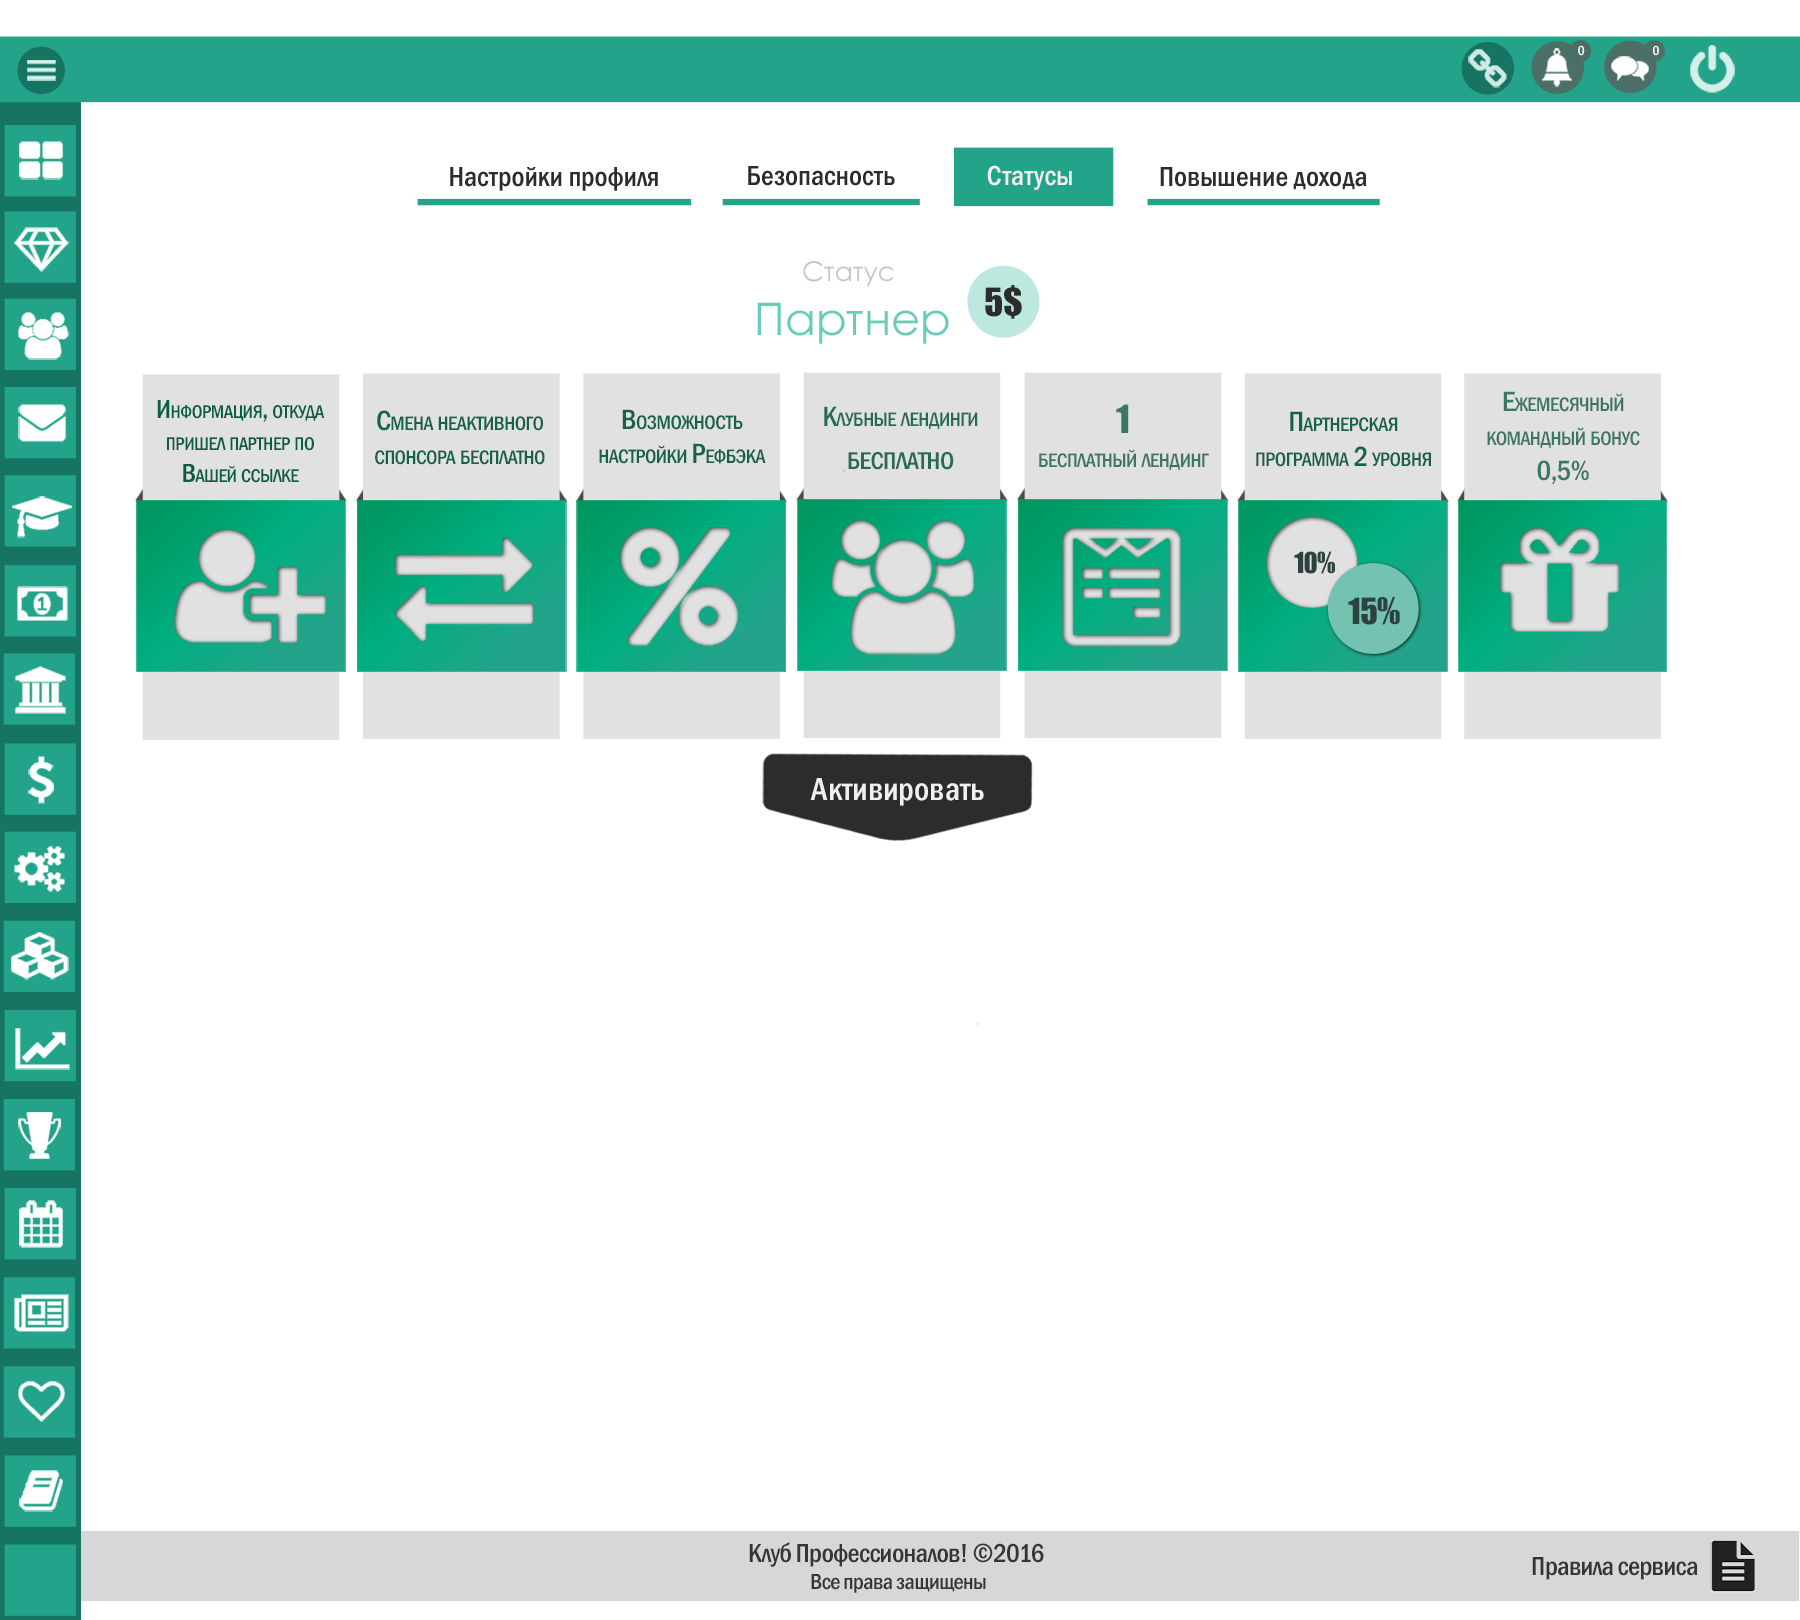 0
0
Настройки профиля
Безопасность
Статусы
Повышение дохода
Статус
Партнер
5$
Информация, откуда
пришел партнер по
Вашей ссылке
Смена неактивного
спонсора бесплатно
Возможность
настройки Рефбэка
Клубные лендинги
БЕСПЛАТНО
1
бесплатный лендинг
Партнерская
программа 2 уровня
Ежемесячный
командный бонус
0,5%
10%
15%
1
Активировать
Клуб Профессионалов! ©2016
Все права защищены
Правила сервиса